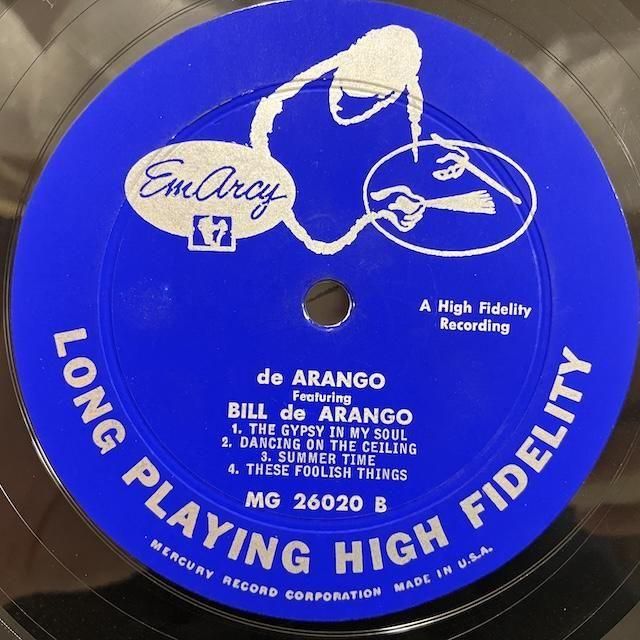 EmArcy
A High Fidelity
Recording
de ARANGO
Featuring
BILL de ARANGO
1. THE GYPSY IN MY SOUL
2. DANCING ON THE CEILING
3. SUMMER TIME
4. THESE FOOLISH THINGS
MG 26020 B
LONG PLAYING HIGH FIDELITY
MERCURY RECORD CORPORATION MADE IN U.S.A.